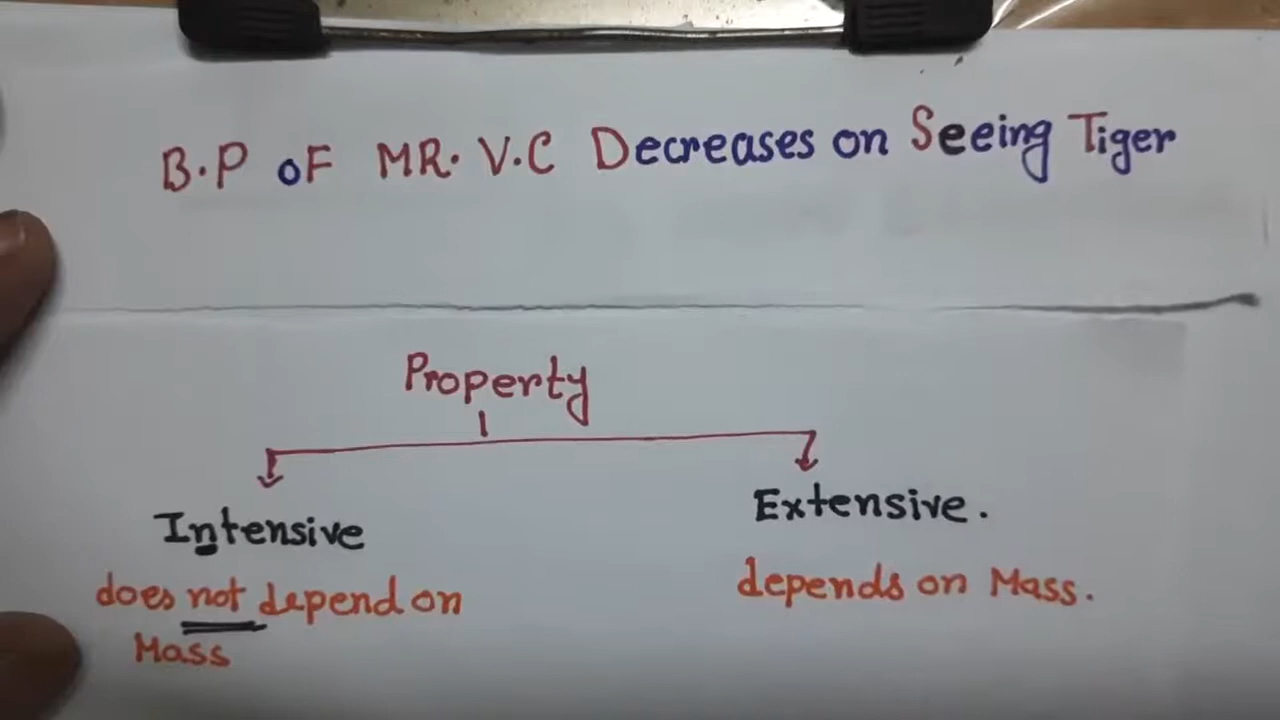 B.P oF MR. V.C Decreases on Seeing Tiger
Property
Intensive
does not depend on
Mass
Extensive.
depends on Mass.